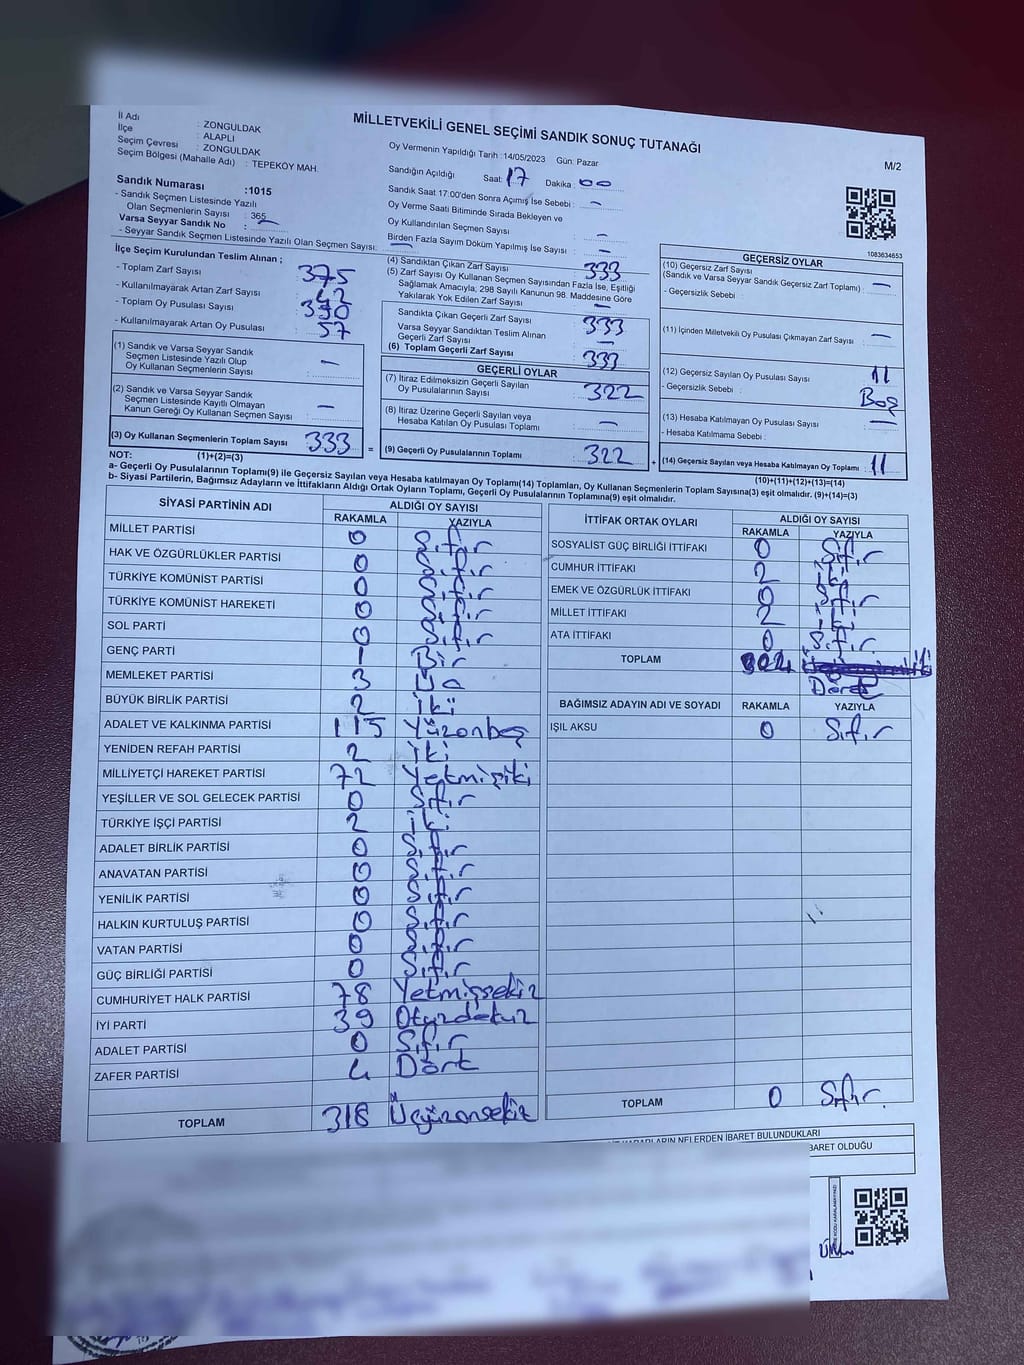 MİLLETVEKİLİ GENEL SEÇİMİ SANDIK SONUÇ TUTANAĞI
M/2
İl Adı : ZONGULDAK
İlçe : ALAPLI
Seçim Çevresi : ZONGULDAK
Seçim Bölgesi (Mahalle Adı) : TEPEKÖY MAH.
Sandık Numarası :1015
- Sandık Seçmen Listesinde Yazılı
Olan Seçmenlerin Sayısı : 365
Varsa Seyyar Sandık No : —
- Seyyar Sandık Seçmen Listesinde Yazılı Olan Seçmen Sayısı: —
Oy Vermenin Yapıldığı Tarih : 14/05/2023 Gün: Pazar
Sandığın Açıldığı Saat: 17 Dakika : 00
Sandık Saat 17:00'den Sonra Açımış İse Sebebi : —
Oy Verme Saati Bitiminde Sırada Bekleyen ve
Oy Kullandırılan Seçmen Sayısı : —
Birden Fazla Sayım Döküm Yapılmış İse Sayısı : —
1083634653
İlçe Seçim Kurulundan Teslim Alınan ;
- Toplam Zarf Sayısı : 375
- Kullanılmayarak Artan Zarf Sayısı : 42
- Toplam Oy Pusulası Sayısı :
- Kullanılmayarak Artan Oy Pusulası : 57
(1) Sandık ve Varsa Seyyar Sandık
Seçmen Listesinde Yazılı Olup
Oy Kullanan Seçmenlerin Sayısı : —
(2) Sandık ve Varsa Seyyar Sandık
Seçmen Listesinde Kayıtlı Olmayan
Kanun Gereği Oy Kullanan Seçmen Sayısı : —
(3) Oy Kullanan Seçmenlerin Toplam Sayısı : 333 =
(4) Sandıktan Çıkan Zarf Sayısı : 333
(5) Zarf Sayısı Oy Kullanan Seçmen Sayısından Fazla İse, Eşitliği
Sağlamak Amacıyla; 298 Sayılı Kanunun 98. Maddesine Göre
Yakılarak Yok Edilen Zarf Sayısı : —
Sandıkta Çıkan Geçerli Zarf Sayısı : 333
Varsa Seyyar Sandıktan Teslim Alınan
Geçerli Zarf Sayısı : —
(6) Toplam Geçerli Zarf Sayısı : 333
GEÇERLİ OYLAR
(7) İtiraz Edilmeksizin Geçerli Sayılan
Oy Pusulalarının Sayısı : 322
(8) İtiraz Üzerine Geçerli Sayılan veya
Hesaba Katılan Oy Pusulası Toplamı : —
(9) Geçerli Oy Pusulalarının Toplamı : 322 +
GEÇERSİZ OYLAR
(10) Geçersiz Zarf Sayısı
(Sandık ve Varsa Seyyar Sandık Geçersiz Zarf Toplamı) : —
- Geçersizlik Sebebi :
(11) İçinden Milletvekili Oy Pusulası Çıkmayan Zarf Sayısı : —
(12) Geçersiz Sayılan Oy Pusulası Sayısı : 11
- Geçersizlik Sebebi : Boş
(13) Hesaba Katılmayan Oy Pusulası Sayısı : —
- Hesaba Katılmama Sebebi :
(14) Geçersiz Sayılan veya Hesaba Katılmayan Oy Toplamı : 11
NOT: (1)+(2)=(3)
(10)+(11)+(12)+(13)=(14)
a- Geçerli Oy Pusulalarının Toplamı(9) ile Geçersiz Sayılan veya Hesaba katılmayan Oy Toplamı(14) Toplamları, Oy Kullanan Seçmenlerin Toplam Sayısına(3) eşit olmalıdır. (9)+(14)=(3)
b- Siyasi Partilerin, Bağımsız Adayların ve İttifakların Aldığı Ortak Oyların Toplamı, Geçerli Oy Pusulalarının Toplamına(9) eşit olmalıdır.
SİYASİ PARTİNİN ADI ALDIĞI OY SAYISI
RAKAMLA YAZIYLA
MİLLET PARTİSİ 0 Sıfır
HAK VE ÖZGÜRLÜKLER PARTİSİ 0 Sıfır
TÜRKİYE KOMÜNİST PARTİSİ 0 Sıfır
TÜRKİYE KOMÜNİST HAREKETİ 0 Sıfır
SOL PARTİ 0 Sıfır
GENÇ PARTİ 1 Bir
MEMLEKET PARTİSİ 3 Üç
BÜYÜK BİRLİK PARTİSİ 2 İki
ADALET VE KALKINMA PARTİSİ 115 Yüzonbeş
YENİDEN REFAH PARTİSİ 2 İki
MİLLİYETÇİ HAREKET PARTİSİ 72 Yetmişiki
YEŞİLLER VE SOL GELECEK PARTİSİ 0 Sıfır
TÜRKİYE İŞÇİ PARTİSİ 2 iki
ADALET BİRLİK PARTİSİ 0 Sıfır
ANAVATAN PARTİSİ 0 Sıfır
YENİLİK PARTİSİ 0 Sıfır
HALKIN KURTULUŞ PARTİSİ 0 Sıfır
VATAN PARTİSİ 0 Sıfır
GÜÇ BİRLİĞİ PARTİSİ 0 Sıfır
CUMHURİYET HALK PARTİSİ 78 Yetmişsekiz
İYİ PARTİ 39 Otuzdokuz
ADALET PARTİSİ 0 Sıfır
ZAFER PARTİSİ 4 Dört
TOPLAM 318 Üçyüzonsekiz
İTTİFAK ORTAK OYLARI ALDIĞI OY SAYISI
RAKAMLA YAZIYLA
SOSYALİST GÜÇ BİRLİĞİ İTTİFAKI 0 Sıfır
CUMHUR İTTİFAKI 2 İki
EMEK VE ÖZGÜRLÜK İTTİFAKI 0 Sıfır
MİLLET İTTİFAKI 2 İki
ATA İTTİFAKI 0 Sıfır
TOPLAM 4 Dört
BAĞIMSIZ ADAYIN ADI VE SOYADI RAKAMLA YAZIYLA
IŞIL AKSU 0 Sıfır
TOPLAM 0 Sıfır
KARARLARIN NELERDEN İBARET BULUNDUKLARI
İBARET OLDUĞU